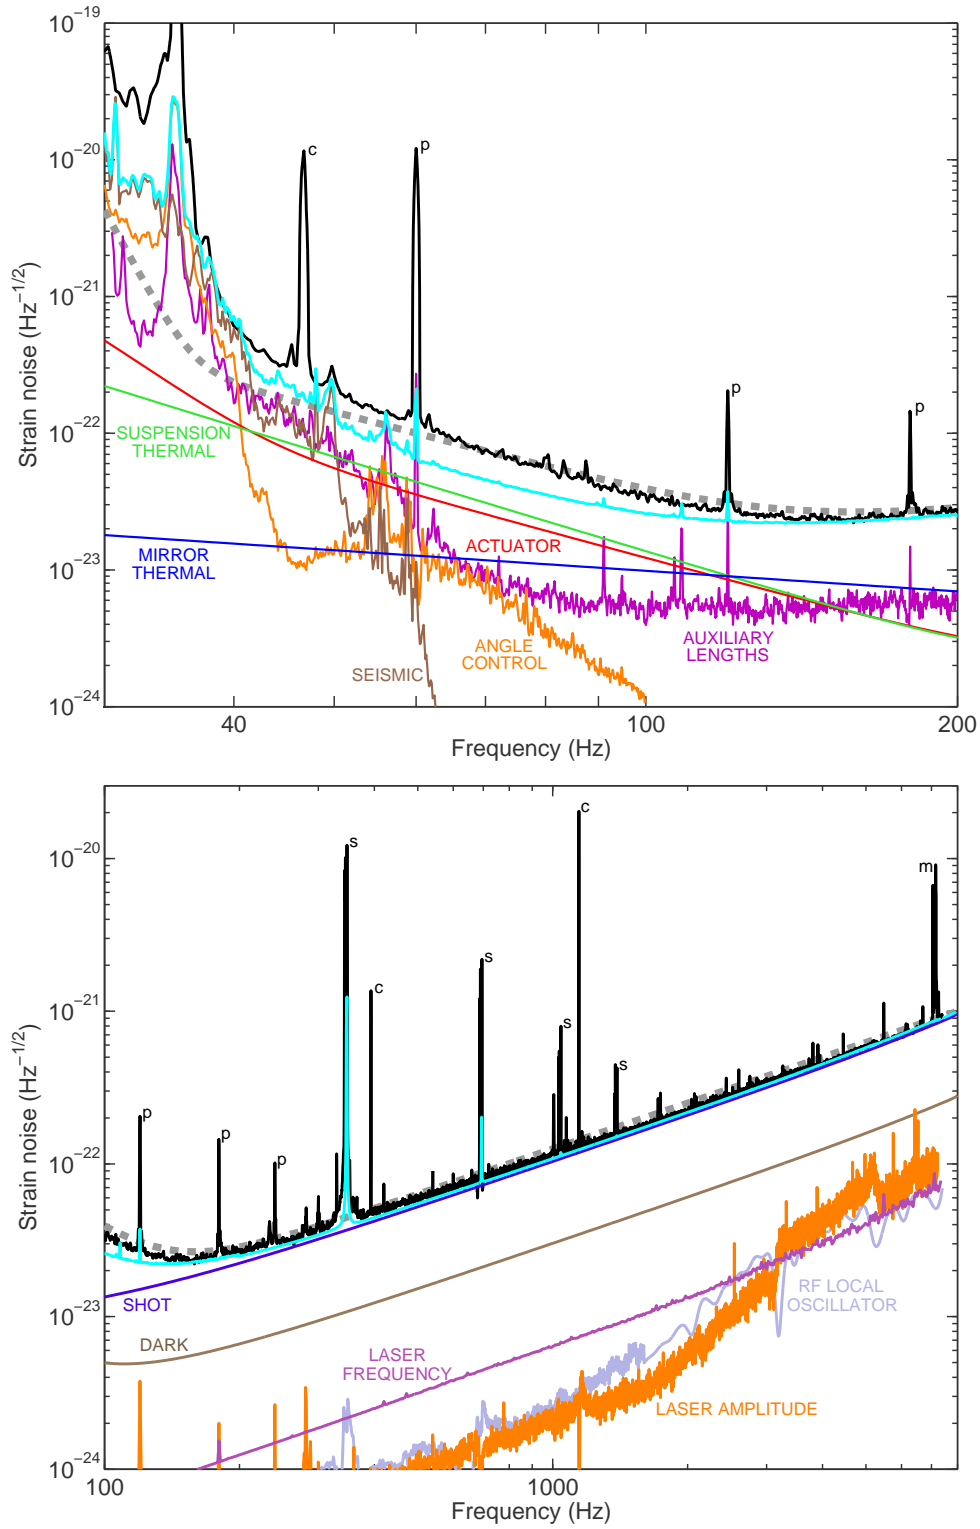 10−19
c
p
10−20
10−21
Strain noise (Hz−1/2)
p
p
10−22
SUSPENSION
THERMAL
ACTUATOR
MIRROR
THERMAL
10−23
ANGLE
CONTROL
AUXILIARY
LENGTHS
SEISMIC
10−24
40
100
200
Frequency (Hz)
c
s
10−20
m
s
c
10−21
s
s
Strain noise (Hz−1/2)
p
p
p
10−22
SHOT
RF LOCAL
OSCILLATOR
10−23
DARK
LASER
FREQUENCY
LASER AMPLITUDE
10−24
100
1000
Frequency (Hz)